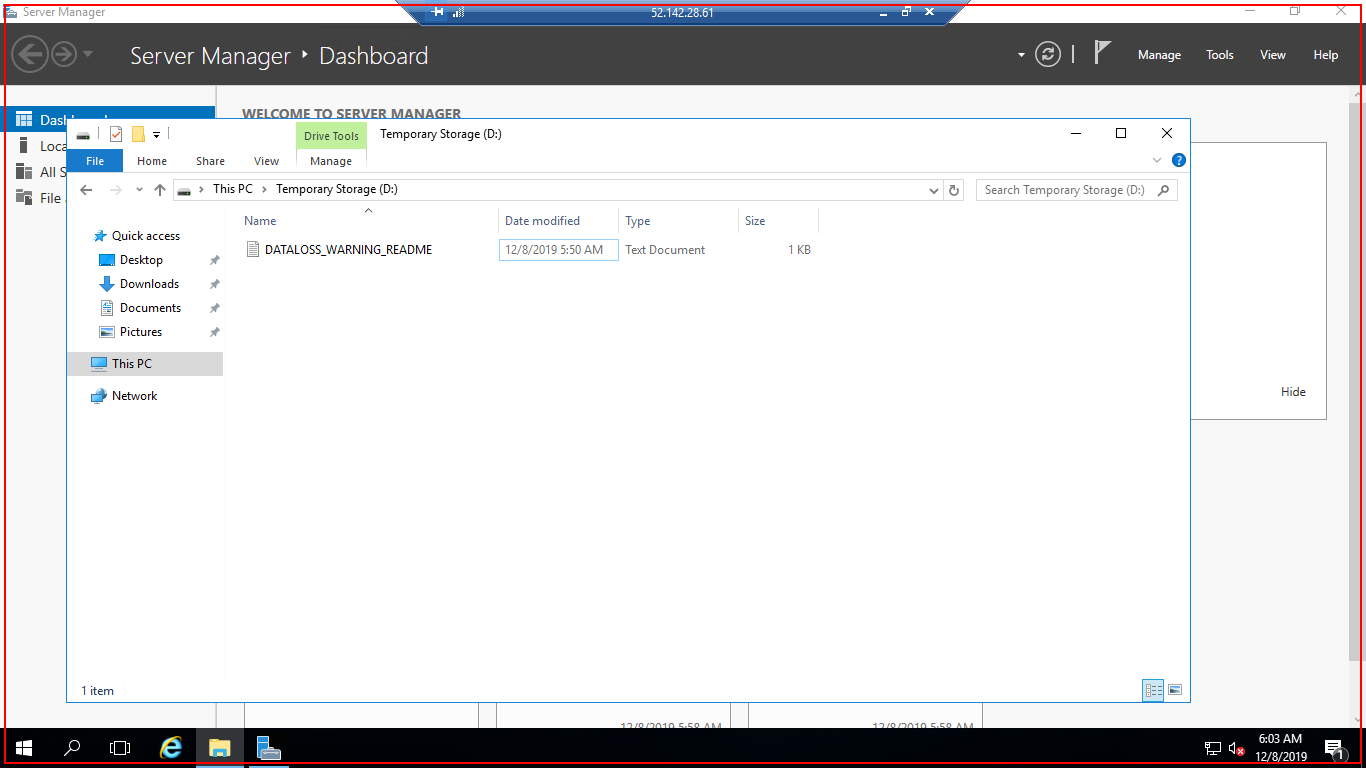 Server Manager
52.142.28.61
Server Manager Dashboard
Manage Tools View Help
WELCOME TO SERVER MANAGER
Drive Tools Temporary Storage (D:)
File Home Share View Manage
This PC Temporary Storage (D:) Search Temporary Storage (D:)
Name Date modified Type Size
DATALOSS_WARNING_README 12/8/2019 5:50 AM Text Document 1 KB
Quick access
Desktop
Downloads
Documents
Pictures
This PC
Network
Hide
1 item
12/8/2019 5:58 AM 12/8/2019 5:58 AM
6:03 AM
12/8/2019
1